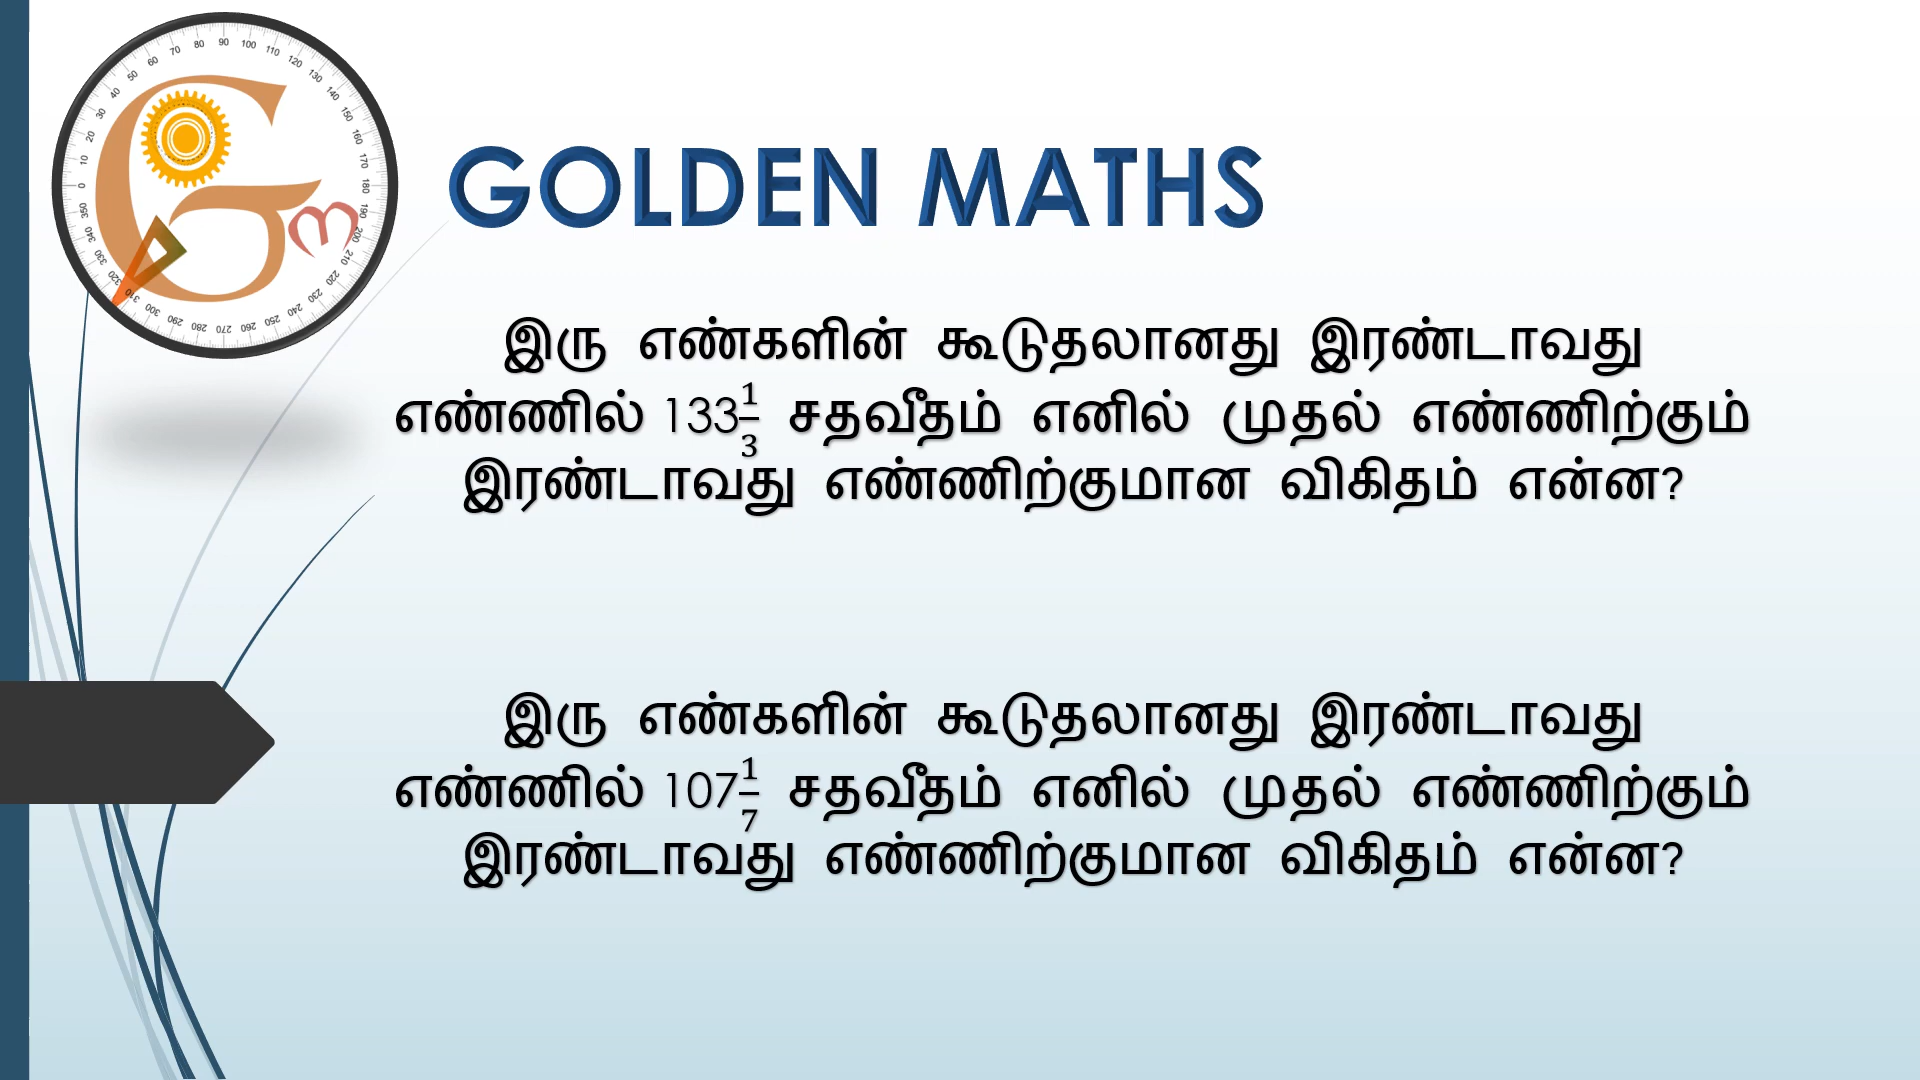 GOLDEN MATHS
இரு எண்களின் கூடுதலானது இரண்டாவது
எண்ணில் 133 1/3 சதவீதம் எனில் முதல் எண்ணிற்கும்
இரண்டாவது எண்ணிற்குமான விகிதம் என்ன?
இரு எண்களின் கூடுதலானது இரண்டாவது
எண்ணில் 107 1/7 சதவீதம் எனில் முதல் எண்ணிற்கும்
இரண்டாவது எண்ணிற்குமான விகிதம் என்ன?